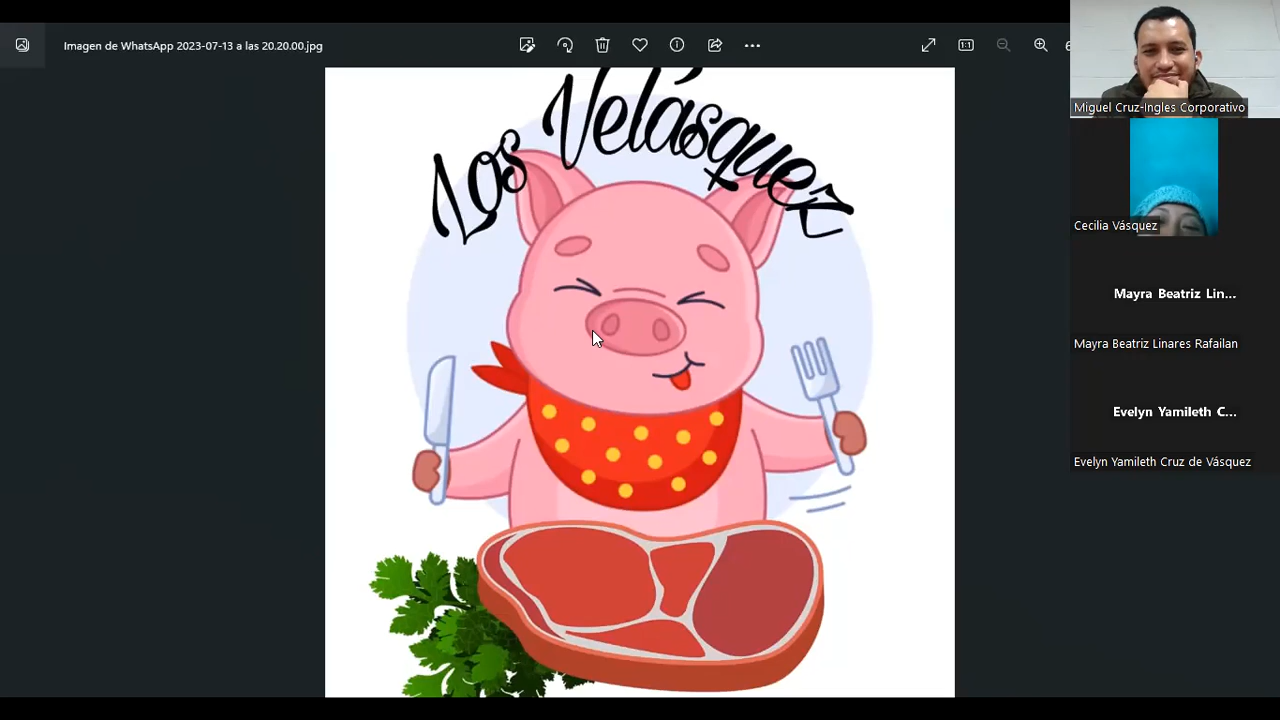 Imagen de WhatsApp 2023-07-13 a las 20.20.00.jpg
Los Velásquez
Miguel Cruz-Ingles Corporativo
Cecilia Vásquez
Mayra Beatriz Lin...
Mayra Beatriz Linares Rafailan
Evelyn Yamileth C...
Evelyn Yamileth Cruz de Vásquez